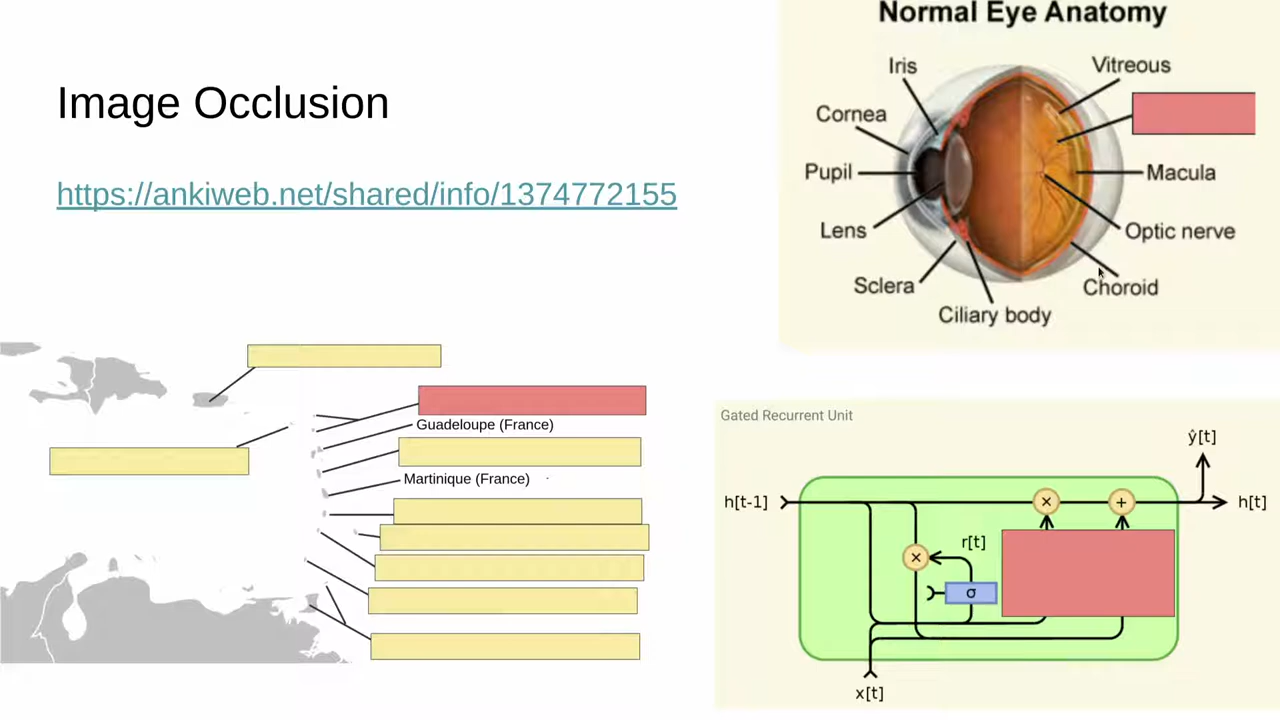 Image Occlusion
https://ankiweb.net/shared/info/1374772155
Normal Eye Anatomy
Iris
Vitreous
Cornea
Pupil
Macula
Lens
Optic nerve
Sclera
Choroid
Ciliary body
Guadeloupe (France)
Martinique (France)
Gated Recurrent Unit
ŷ[t]
h[t-1]
×
+
h[t]
r[t]
×
σ
x[t]